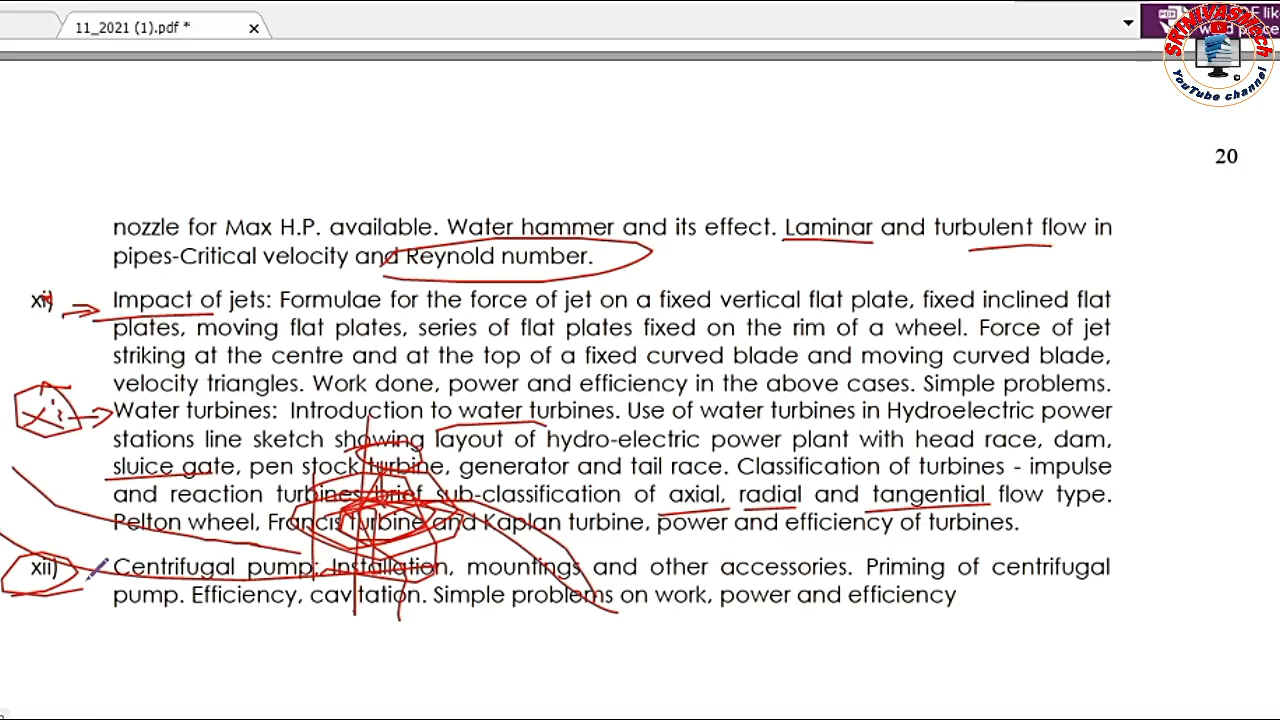 11_2021 (1).pdf *
SRINIVASMech
YouTube channel
20
nozzle for Max H.P. available. Water hammer and its effect. Laminar and turbulent flow in
pipes-Critical velocity and Reynold number.
xi) Impact of jets: Formulae for the force of jet on a fixed vertical flat plate, fixed inclined flat
plates, moving flat plates, series of flat plates fixed on the rim of a wheel. Force of jet
striking at the centre and at the top of a fixed curved blade and moving curved blade,
velocity triangles. Work done, power and efficiency in the above cases. Simple problems.
Water turbines: Introduction to water turbines. Use of water turbines in Hydroelectric power
stations line sketch showing layout of hydro-electric power plant with head race, dam,
sluice gate, pen stock turbine, generator and tail race. Classification of turbines - impulse
and reaction turbines brief sub-classification of axial, radial and tangential flow type.
Pelton wheel, Francis turbine and Kaplan turbine, power and efficiency of turbines.
xii) Centrifugal pump: Installation, mountings and other accessories. Priming of centrifugal
pump. Efficiency, cavitation. Simple problems on work, power and efficiency